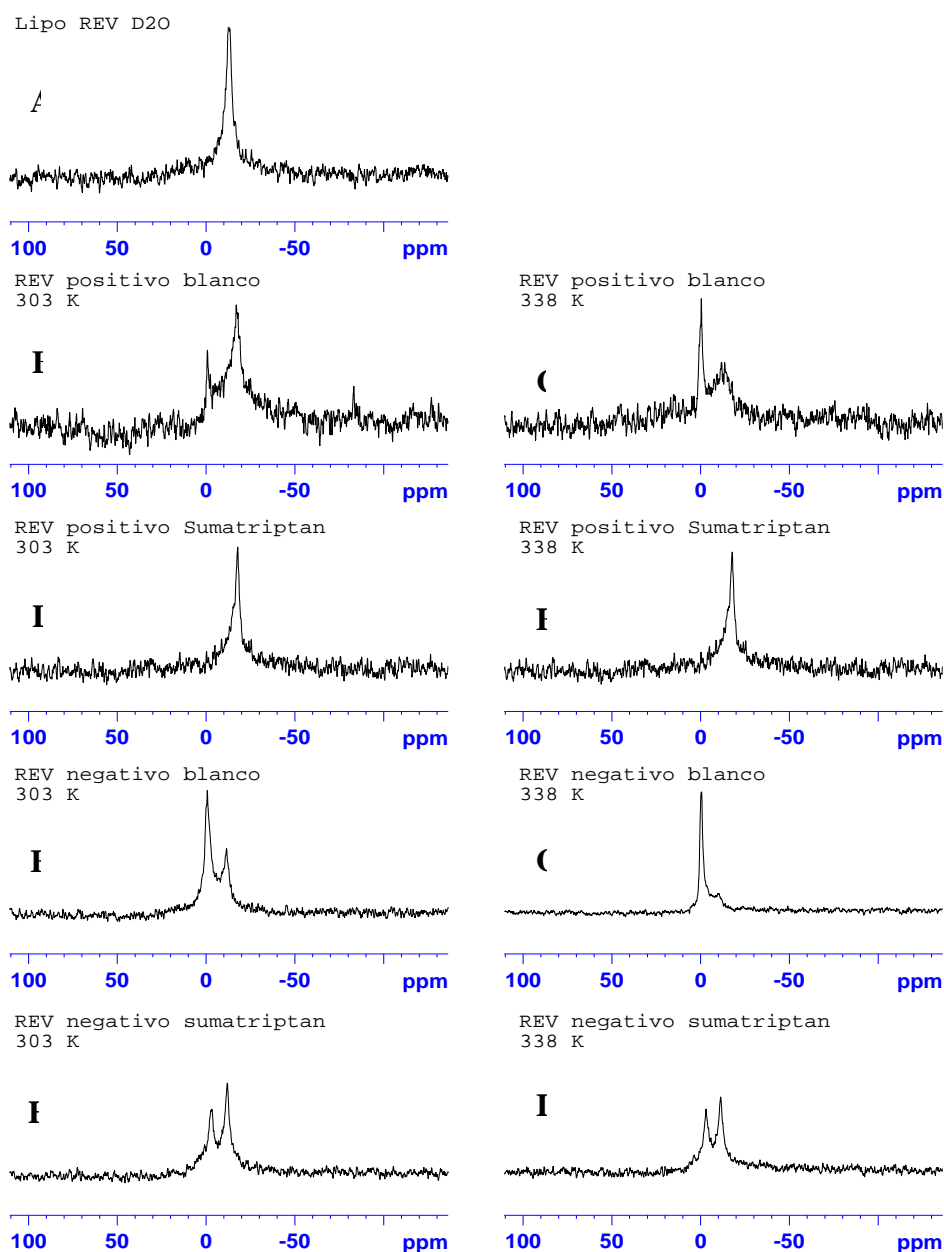 Lipo REV D2O
100 50 0 -50 ppm
REV positivo blanco
303 K
100 50 0 -50 ppm
REV positivo blanco
338 K
100 50 0 -50 ppm
REV positivo Sumatriptan
303 K
100 50 0 -50 ppm
REV positivo Sumatriptan
338 K
100 50 0 -50 ppm
REV negativo blanco
303 K
100 50 0 -50 ppm
REV negativo blanco
338 K
100 50 0 -50 ppm
REV negativo sumatriptan
303 K
100 50 0 -50 ppm
REV negativo sumatriptan
338 K
100 50 0 -50 ppm